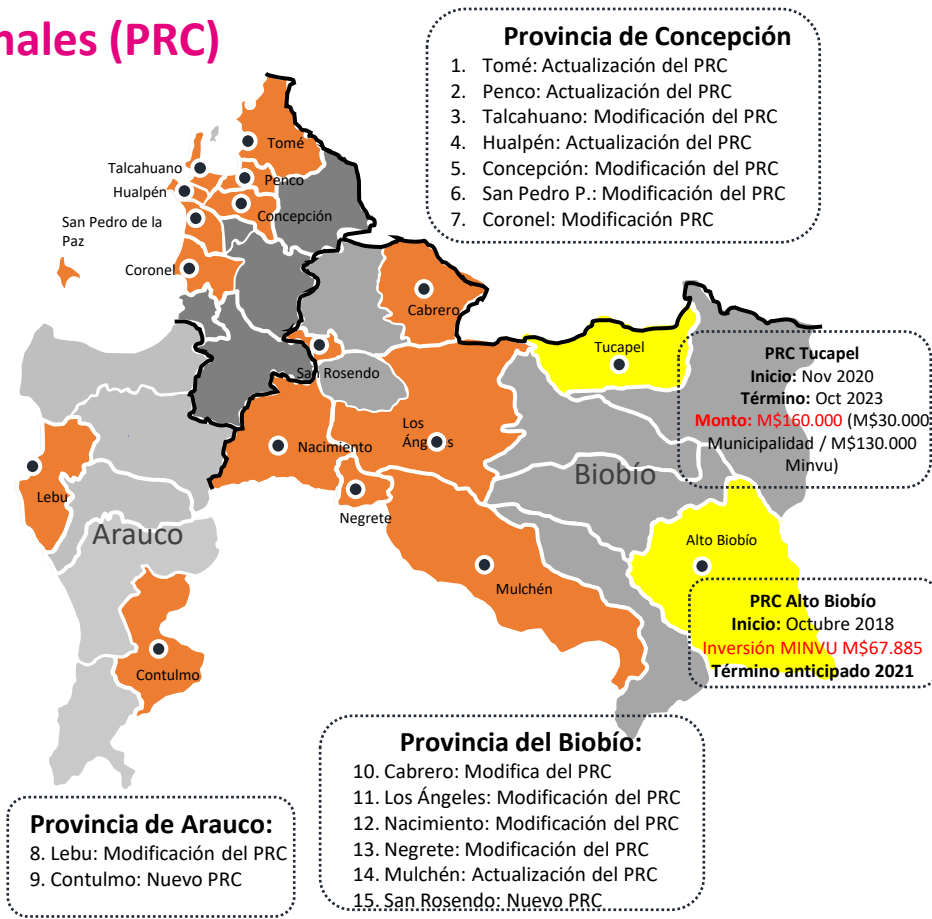 nales (PRC)
Provincia de Concepción
1. Tomé: Actualización del PRC
2. Penco: Actualización del PRC
3. Talcahuano: Modificación del PRC
4. Hualpén: Actualización del PRC
5. Concepción: Modificación del PRC
6. San Pedro P.: Modificación del PRC
7. Coronel: Modificación PRC
Tomé
Talcahuano
Penco
Hualpén
Concepción
San Pedro de la
Paz
Coronel
Cabrero
Tucapel
San Rosendo
Los
Ángeles
Nacimiento
Negrete
Lebu
Biobío
Arauco
Alto Biobío
Mulchén
Contulmo
PRC Tucapel
Inicio: Nov 2020
Término: Oct 2023
Monto: M$160.000 (M$30.000
Municipalidad / M$130.000
Minvu)
PRC Alto Biobío
Inicio: Octubre 2018
Inversión MINVU M$67.885
Término anticipado 2021
Provincia del Biobío:
10. Cabrero: Modifica del PRC
11. Los Ángeles: Modificación del PRC
12. Nacimiento: Modificación del PRC
13. Negrete: Modificación del PRC
14. Mulchén: Actualización del PRC
15. San Rosendo: Nuevo PRC
Provincia de Arauco:
8. Lebu: Modificación del PRC
9. Contulmo: Nuevo PRC